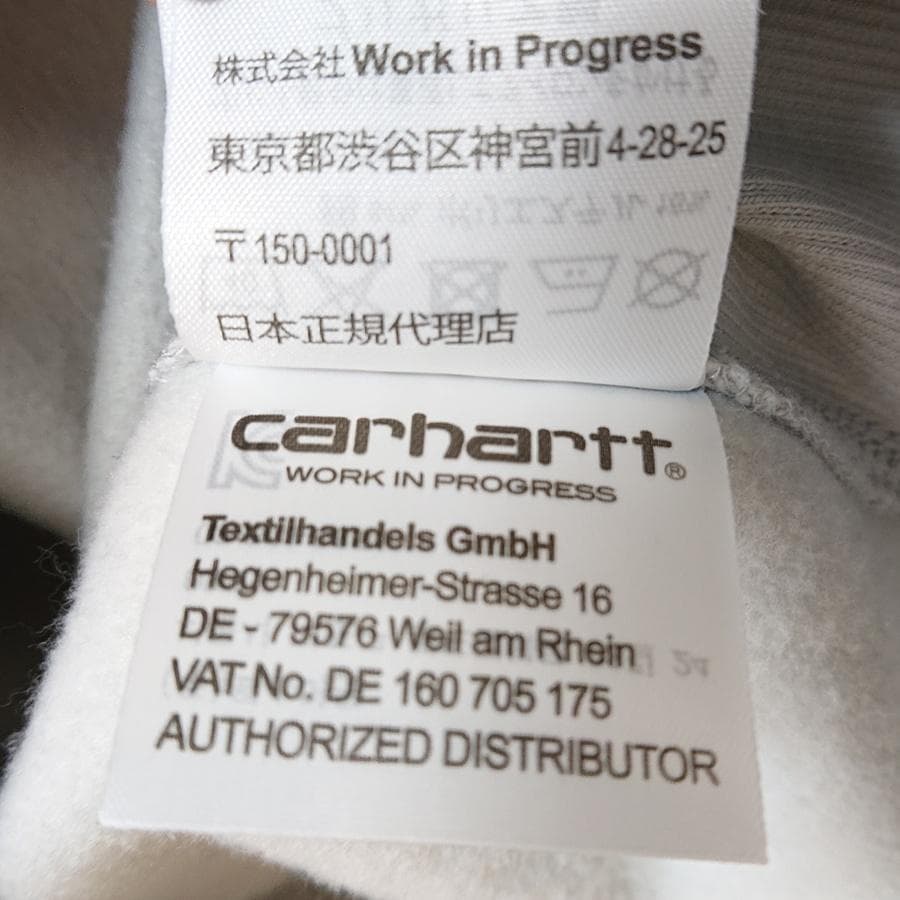 株式会社Work in Progress
東京都渋谷区神宮前4-28-25
〒150-0001
日本正規代理店
carhartt®
WORK IN PROGRESS
Textilhandels GmbH
Hegenheimer-Strasse 16
DE - 79576 Weil am Rhein
VAT No. DE 160 705 175
AUTHORIZED DISTRIBUTOR